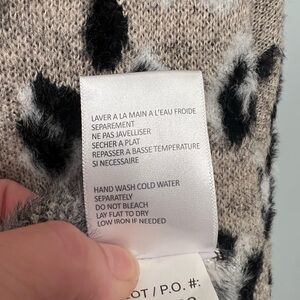 LAVER A LA MAIN A L'EAU FROIDE
SEPAREMENT
NE PAS JAVELLISER
SECHER A PLAT
REPASSER A BASSE TEMPERATURE
SI NECESSAIRE
HAND WASH COLD WATER
SEPARATELY
DO NOT BLEACH
LAY FLAT TO DRY
LOW IRON IF NEEDED
/ P.O. #: